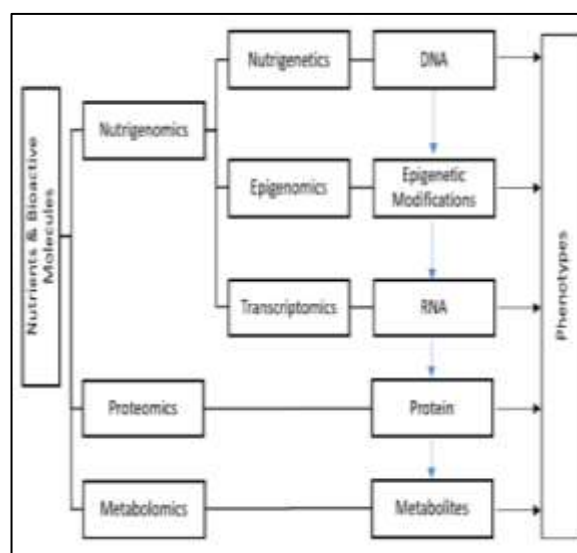 Nutrients & Bioactive
Molecules
Nutrigenomics
Nutrigenetics
DNA
Epigenomics
Epigenetic
Modifications
Transcriptomics
RNA
Proteomics
Protein
Metabolomics
Metabolites
Phenotypes